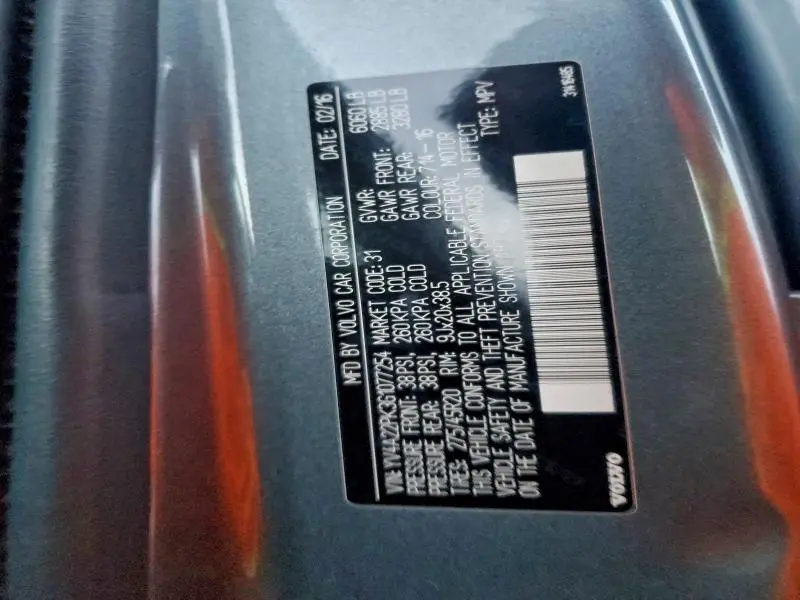 MFD BY VOLVO CAR CORPORATION DATE: 02/16
VIN: YV4A22PK3G1077254 MARKET CODE: 31 GVWR: 6060 LB
PRESSURE FRONT: 38PSI, 260KPA COLD GAWR FRONT: 2885 LB
PRESSURE REAR: 38PSI, 260KPA COLD GAWR REAR: 3280 LB
TIRES: 275/45R20 RIM: 9Jx20x38.5 COLOUR: 714-16
THIS VEHICLE CONFORMS TO ALL APPLICABLE FEDERAL MOTOR
VEHICLE SAFETY AND THEFT PREVENTION STANDARDS IN EFFECT
ON THE DATE OF MANUFACTURE SHOWN TYPE: MPV
VOLVO